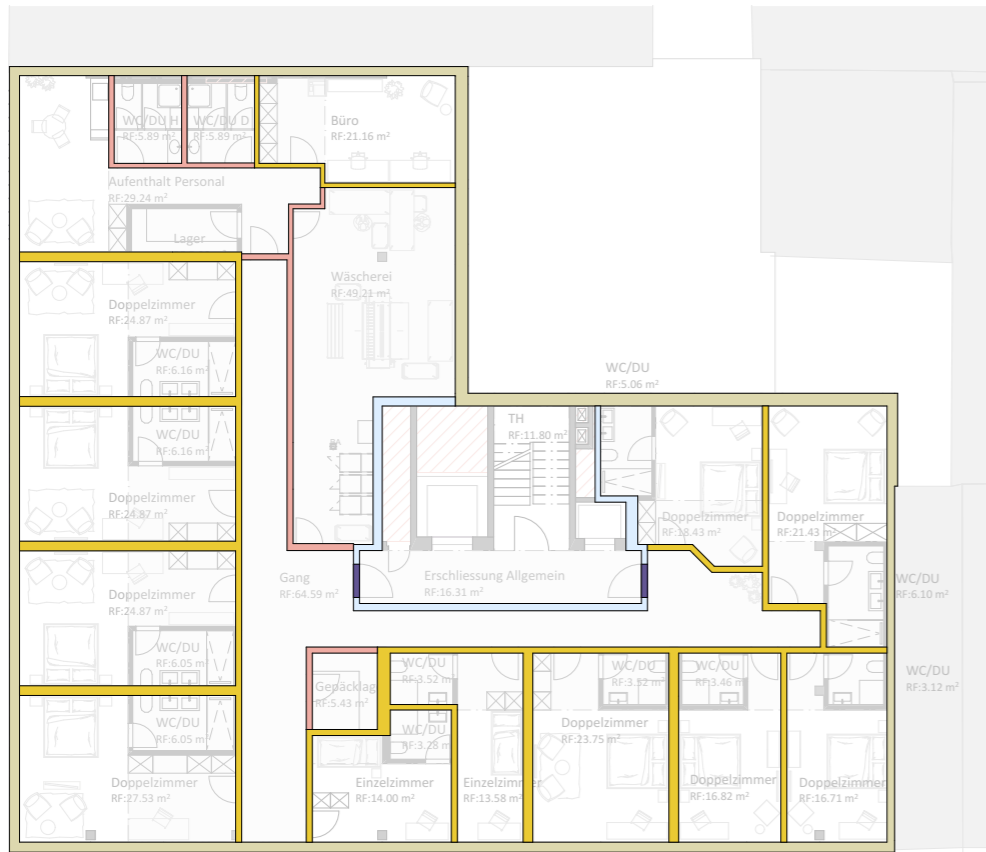 WC/DU H
RF:5.89 m²
WC/DU D
RF:5.89 m²
Büro
RF:21.16 m²
Aufenthalt Personal
RF:29.24 m²
Lager
Wäscherei
RF:49.21 m²
Doppelzimmer
RF:24.87 m²
WC/DU
RF:6.16 m²
WC/DU
RF:6.16 m²
Doppelzimmer
RF:24.87 m²
WC/DU
RF:5.06 m²
TH
RF:11.80 m²
Doppelzimmer
RF:18.43 m²
Doppelzimmer
RF:21.43 m²
Gang
RF:64.59 m²
Erschliessung Allgemein
RF:16.31 m²
WC/DU
RF:6.10 m²
Doppelzimmer
RF:24.87 m²
WC/DU
RF:6.05 m²
WC/DU
RF:6.05 m²
Doppelzimmer
RF:27.53 m²
Gepäcklag
RF:5.43 m²
WC/DU
RF:3.52 m²
WC/DU
RF:3.28 m²
WC/DU
RF:3.52 m²
WC/DU
RF:3.46 m²
WC/DU
RF:3.12 m²
Doppelzimmer
RF:23.75 m²
Einzelzimmer
RF:14.00 m²
Einzelzimmer
RF:13.58 m²
Doppelzimmer
RF:16.82 m²
Doppelzimmer
RF:16.71 m²